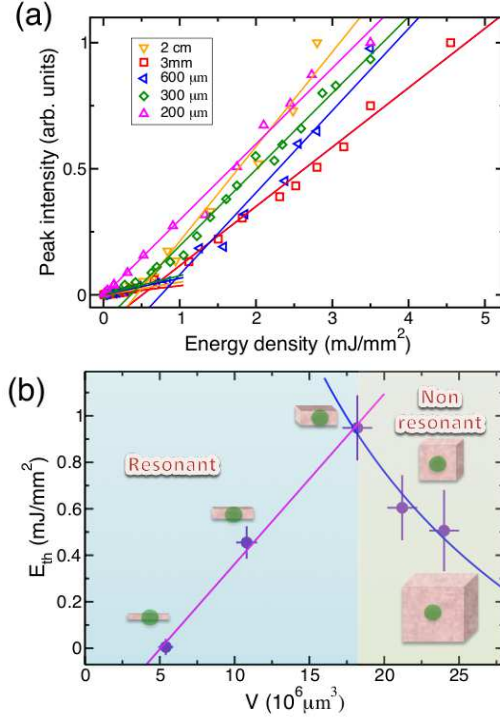 (a)
1
0.5
0
Peak intensity (arb. units)
2 cm
3mm
600 μm
300 μm
200 μm
0 1 2 3 4 5
Energy density (mJ/mm²)
(b)
Resonant
Non
resonant
1
0.8
0.6
0.4
0.2
0
E_th (mJ/mm²)
0 5 10 15 20 25
V (10⁶μm³)